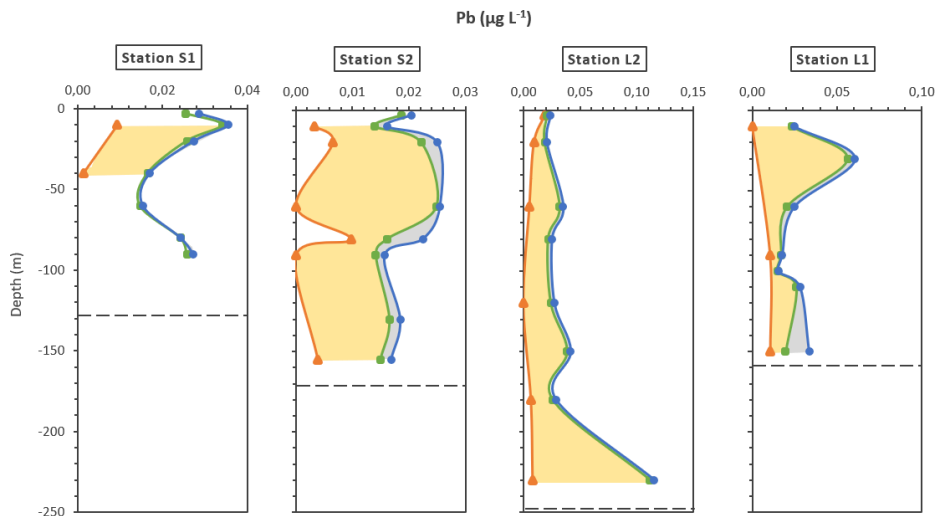 Pb (µg L⁻¹)
Station S1
Station S2
Station L2
Station L1
0,00 0,02 0,04
0,00 0,01 0,02 0,03
0,00 0,05 0,10 0,15
0,00 0,05 0,10
0
-50
-100
-150
-200
-250
Depth (m)